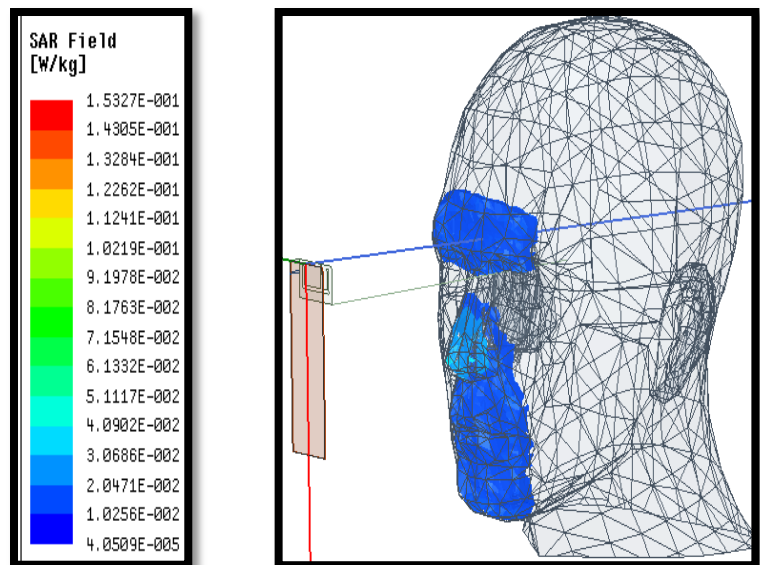 SAR Field
[W/kg]
1.5327E-001
1.4305E-001
1.3284E-001
1.2262E-001
1.1241E-001
1.0219E-001
9.1978E-002
8.1763E-002
7.1548E-002
6.1332E-002
5.1117E-002
4.0902E-002
3.0686E-002
2.0471E-002
1.0256E-002
4.0509E-005